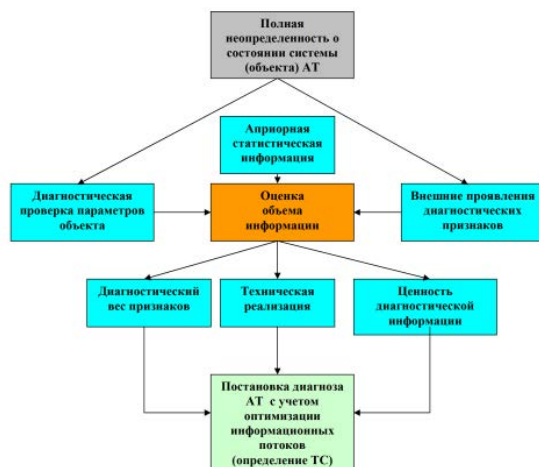 Полная
неопределенность о
состоянии системы
(объекта) АТ
Априорная
статистическая
информация
Диагностическая
проверка параметров
объекта
Оценка
объема
информации
Внешние проявления
диагностических
признаков
Диагностический
вес признаков
Техническая
реализация
Ценность
диагностической
информации
Постановка диагноза
АТ с учетом
оптимизации
информационных
потоков
(определение ТС)